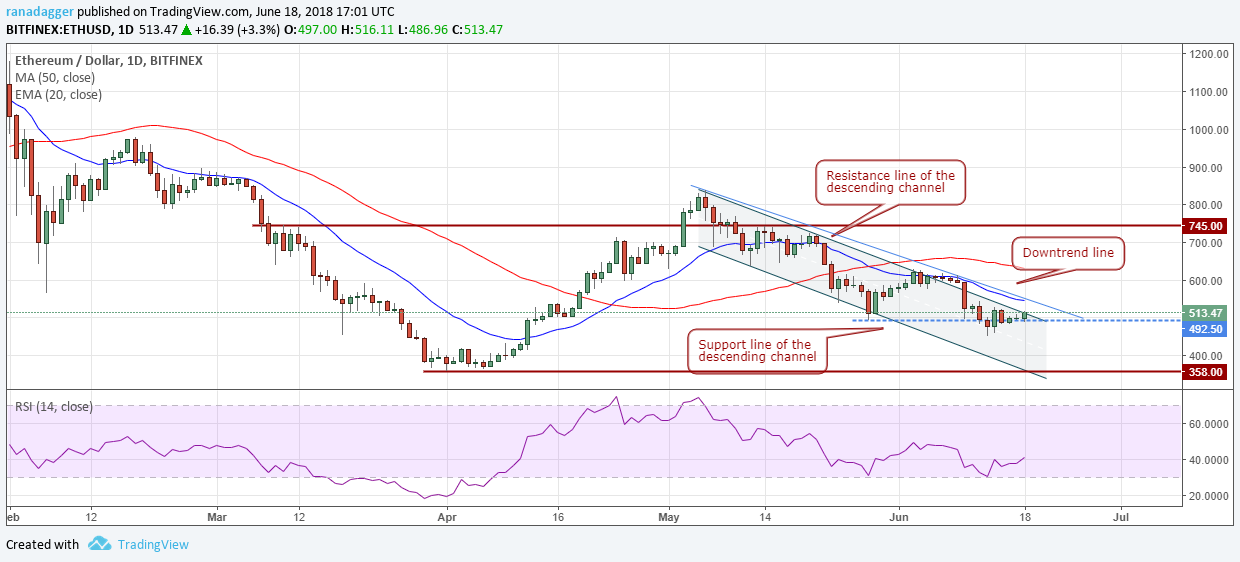 ranadagger published on TradingView.com, June 18, 2018 17:01 UTC
BITFINEX:ETHUSD, 1D 513.47 ▲ +16.39 (+3.3%) O:497.00 H:516.11 L:486.96 C:513.47
Ethereum / Dollar, 1D, BITFINEX
MA (50, close)
EMA (20, close)
1200.00
1100.00
1000.00
900.00
800.00
745.00
700.00
600.00
513.47
492.50
400.00
358.00
Resistance line of the
descending channel
Downtrend line
Support line of the
descending channel
RSI (14, close)
60.0000
40.0000
20.0000
eb 12 Mar 12 Apr 16 May 14 Jun 18 Jul
Created with TradingView